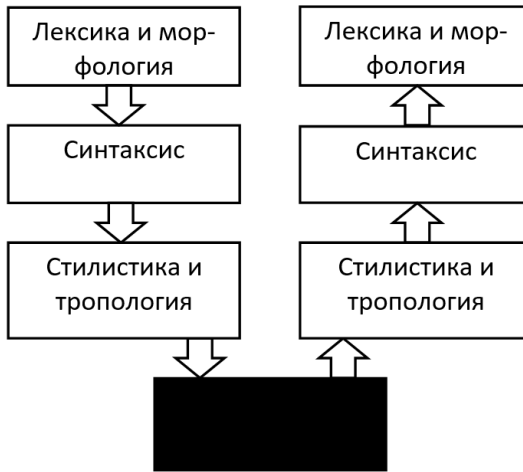 Лексика и мор-
фология
Синтаксис
Стилистика и
тропология
Лексика и мор-
фология
Синтаксис
Стилистика и
тропология